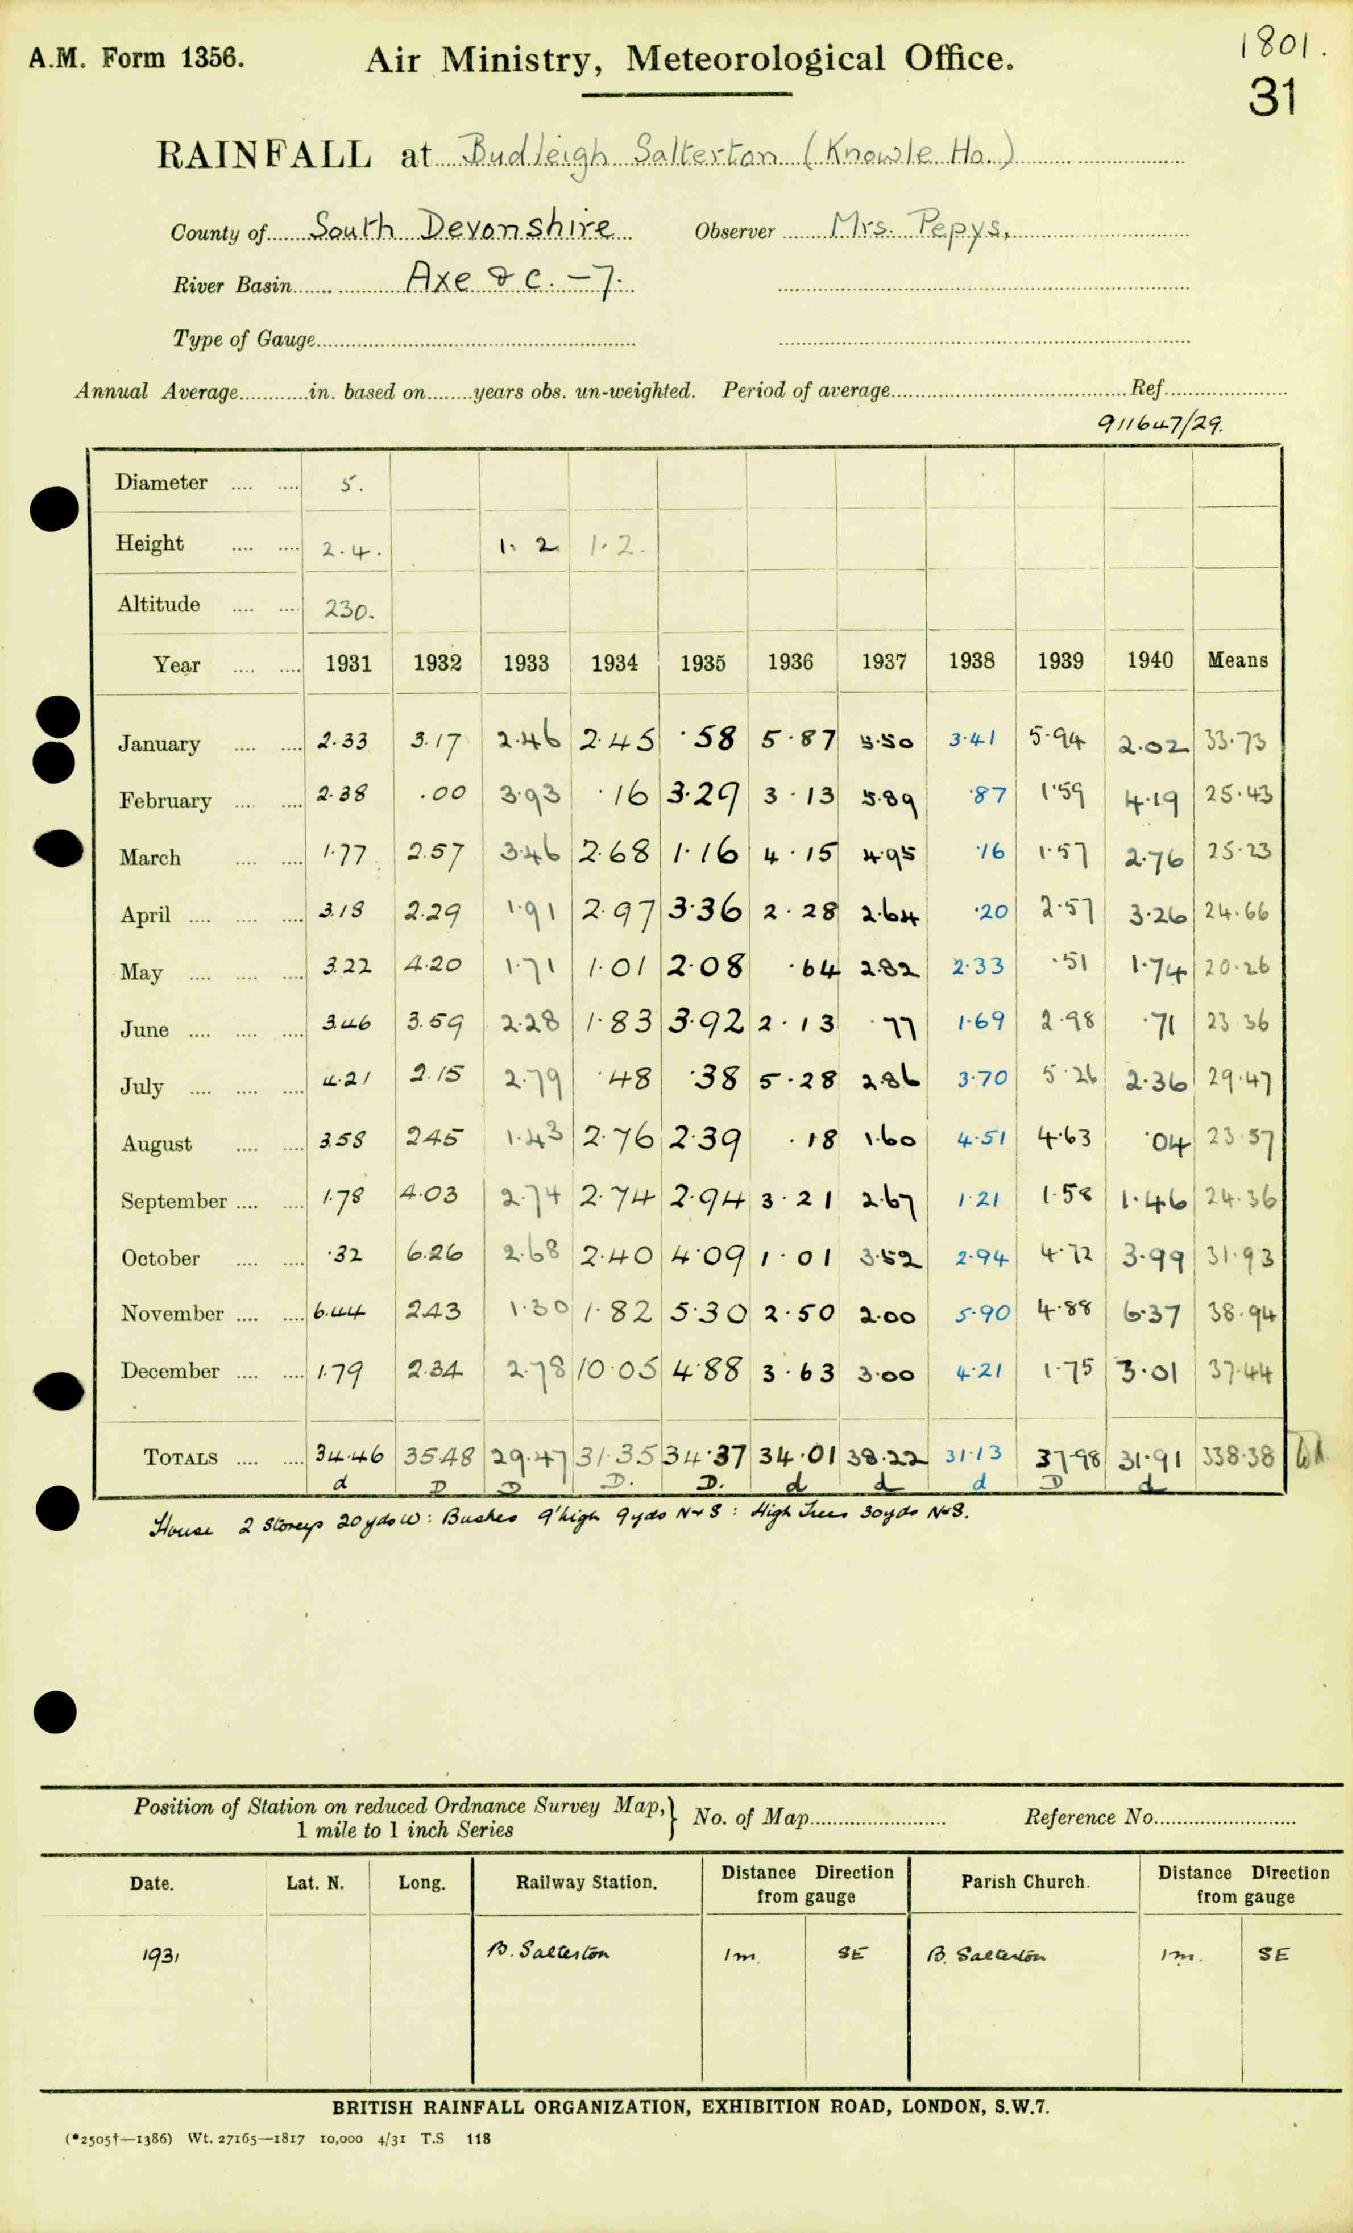 A.M. Form 1356.
Air Ministry, Meteorological Office.
1801.
31
RAINFALL at Budleigh Salterton (Knowle Ho.)
County of South Devonshire Observer Mrs. Pepys.
River Basin Axe & c. -7.
Type of Gauge
Annual Average in. based on years obs. un-weighted. Period of average Ref.
911647/29.
Diameter 5.
Height 2.4. 1.2 1.2.
Altitude 230.
Year 1931 1932 1933 1934 1935 1936 1937 1938 1939 1940 Means
January 2.33 3.17 2.46 2.45 .58 5.87 5.50 3.41 5.94 2.02 33.73
February 2.38 .00 3.93 .16 3.29 3.13 5.89 .87 1.59 4.19 25.43
March 1.77 2.57 3.46 2.68 1.16 4.15 4.95 .16 1.57 2.76 25.23
April 3.18 2.29 1.91 2.97 3.36 2.28 2.64 .20 2.57 3.26 24.66
May 3.22 4.20 1.71 1.01 2.08 .64 2.82 2.33 .51 1.74 20.26
June 3.46 3.59 2.28 1.83 3.92 2.13 .77 1.69 2.98 .71 23.36
July 4.21 2.15 2.79 .48 .38 5.28 2.86 3.70 5.26 2.36 29.47
August 3.58 2.45 1.43 2.76 2.39 .18 1.60 4.51 4.63 .04 23.57
September 1.78 4.03 2.74 2.74 2.94 3.21 2.67 1.21 1.58 1.46 24.36
October .32 6.26 2.68 2.40 4.09 1.01 3.52 2.94 4.72 3.99 31.93
November 6.44 2.43 1.30 1.82 5.30 2.50 2.00 5.90 4.88 6.37 38.94
December 1.79 2.34 2.78 10.05 4.88 3.63 3.00 4.21 1.75 3.01 37.44
TOTALS 34.46 35.48 29.47 31.35 34.37 34.01 38.22 31.13 37.98 31.91 338.38
d D D D. D. d d d D d
House 2 Storeys 20yds W: Bushes 9' high 9yds N & S: High Trees 30yds N & S.
Position of Station on reduced Ordnance Survey Map, } No. of Map Reference No.
1 mile to 1 inch Series
Date. Lat. N. Long. Railway Station. Distance Direction from gauge Parish Church. Distance Direction from gauge
1931 B. Salterton 1m. SE B. Salterton 1m. SE
BRITISH RAINFALL ORGANIZATION, EXHIBITION ROAD, LONDON, S.W.7.
(*2505†—1386) Wt. 27165—1817 10,000 4/31 T.S 118